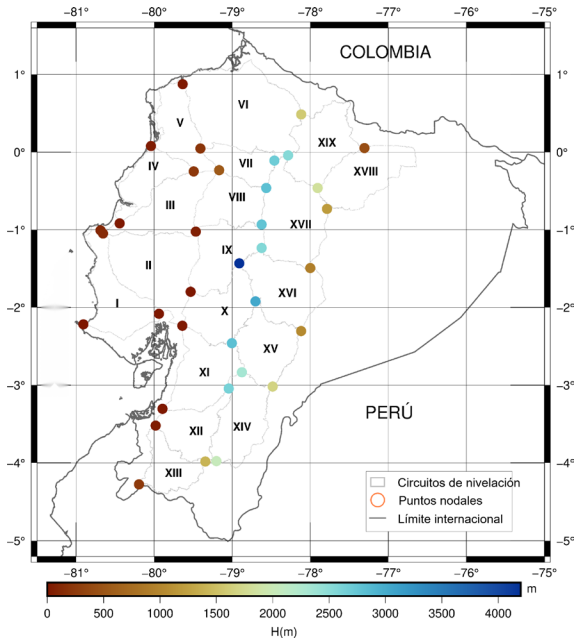 −81° −80° −79° −78° −77° −76° −75°
COLOMBIA
1° 1°
VI
V
XIX
0° 0°
IV
VII
XVIII
VIII
III
XVII
−1° −1°
IX
II
XVI
I
X
−2° −2°
XV
XI
−3° −3°
PERÚ
XIV
XII
−4° −4°
XIII
Circuitos de nivelación
Puntos nodales
Límite internacional
−5° −5°
−81° −80° −79° −78° −77° −76° −75°
m
0 500 1000 1500 2000 2500 3000 3500 4000
H(m)